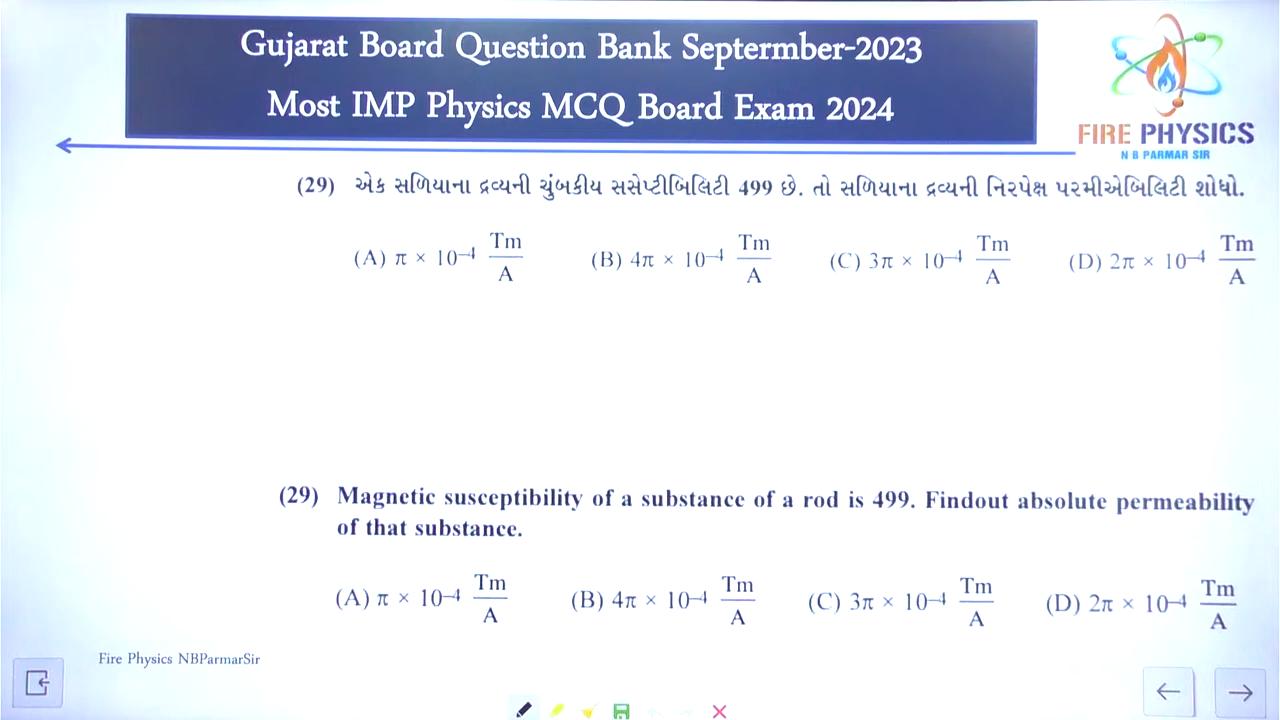 Gujarat Board Question Bank Septermber-2023
Most IMP Physics MCQ Board Exam 2024
FIRE PHYSICS
N B PARMAR SIR
(29) એક સળિયાના દ્રવ્યની ચુંબકીય સસેપ્ટીબિલિટી 499 છે. તો સળિયાના દ્રવ્યની નિરપેક્ષ પરમીએબિલિટી શોધો.
(A) π × 10⁻⁴ Tm/A (B) 4π × 10⁻⁴ Tm/A (C) 3π × 10⁻⁴ Tm/A (D) 2π × 10⁻⁴ Tm/A
(29) Magnetic susceptibility of a substance of a rod is 499. Findout absolute permeability
of that substance.
(A) π × 10⁻⁴ Tm/A (B) 4π × 10⁻⁴ Tm/A (C) 3π × 10⁻⁴ Tm/A (D) 2π × 10⁻⁴ Tm/A
Fire Physics NBParmarSir